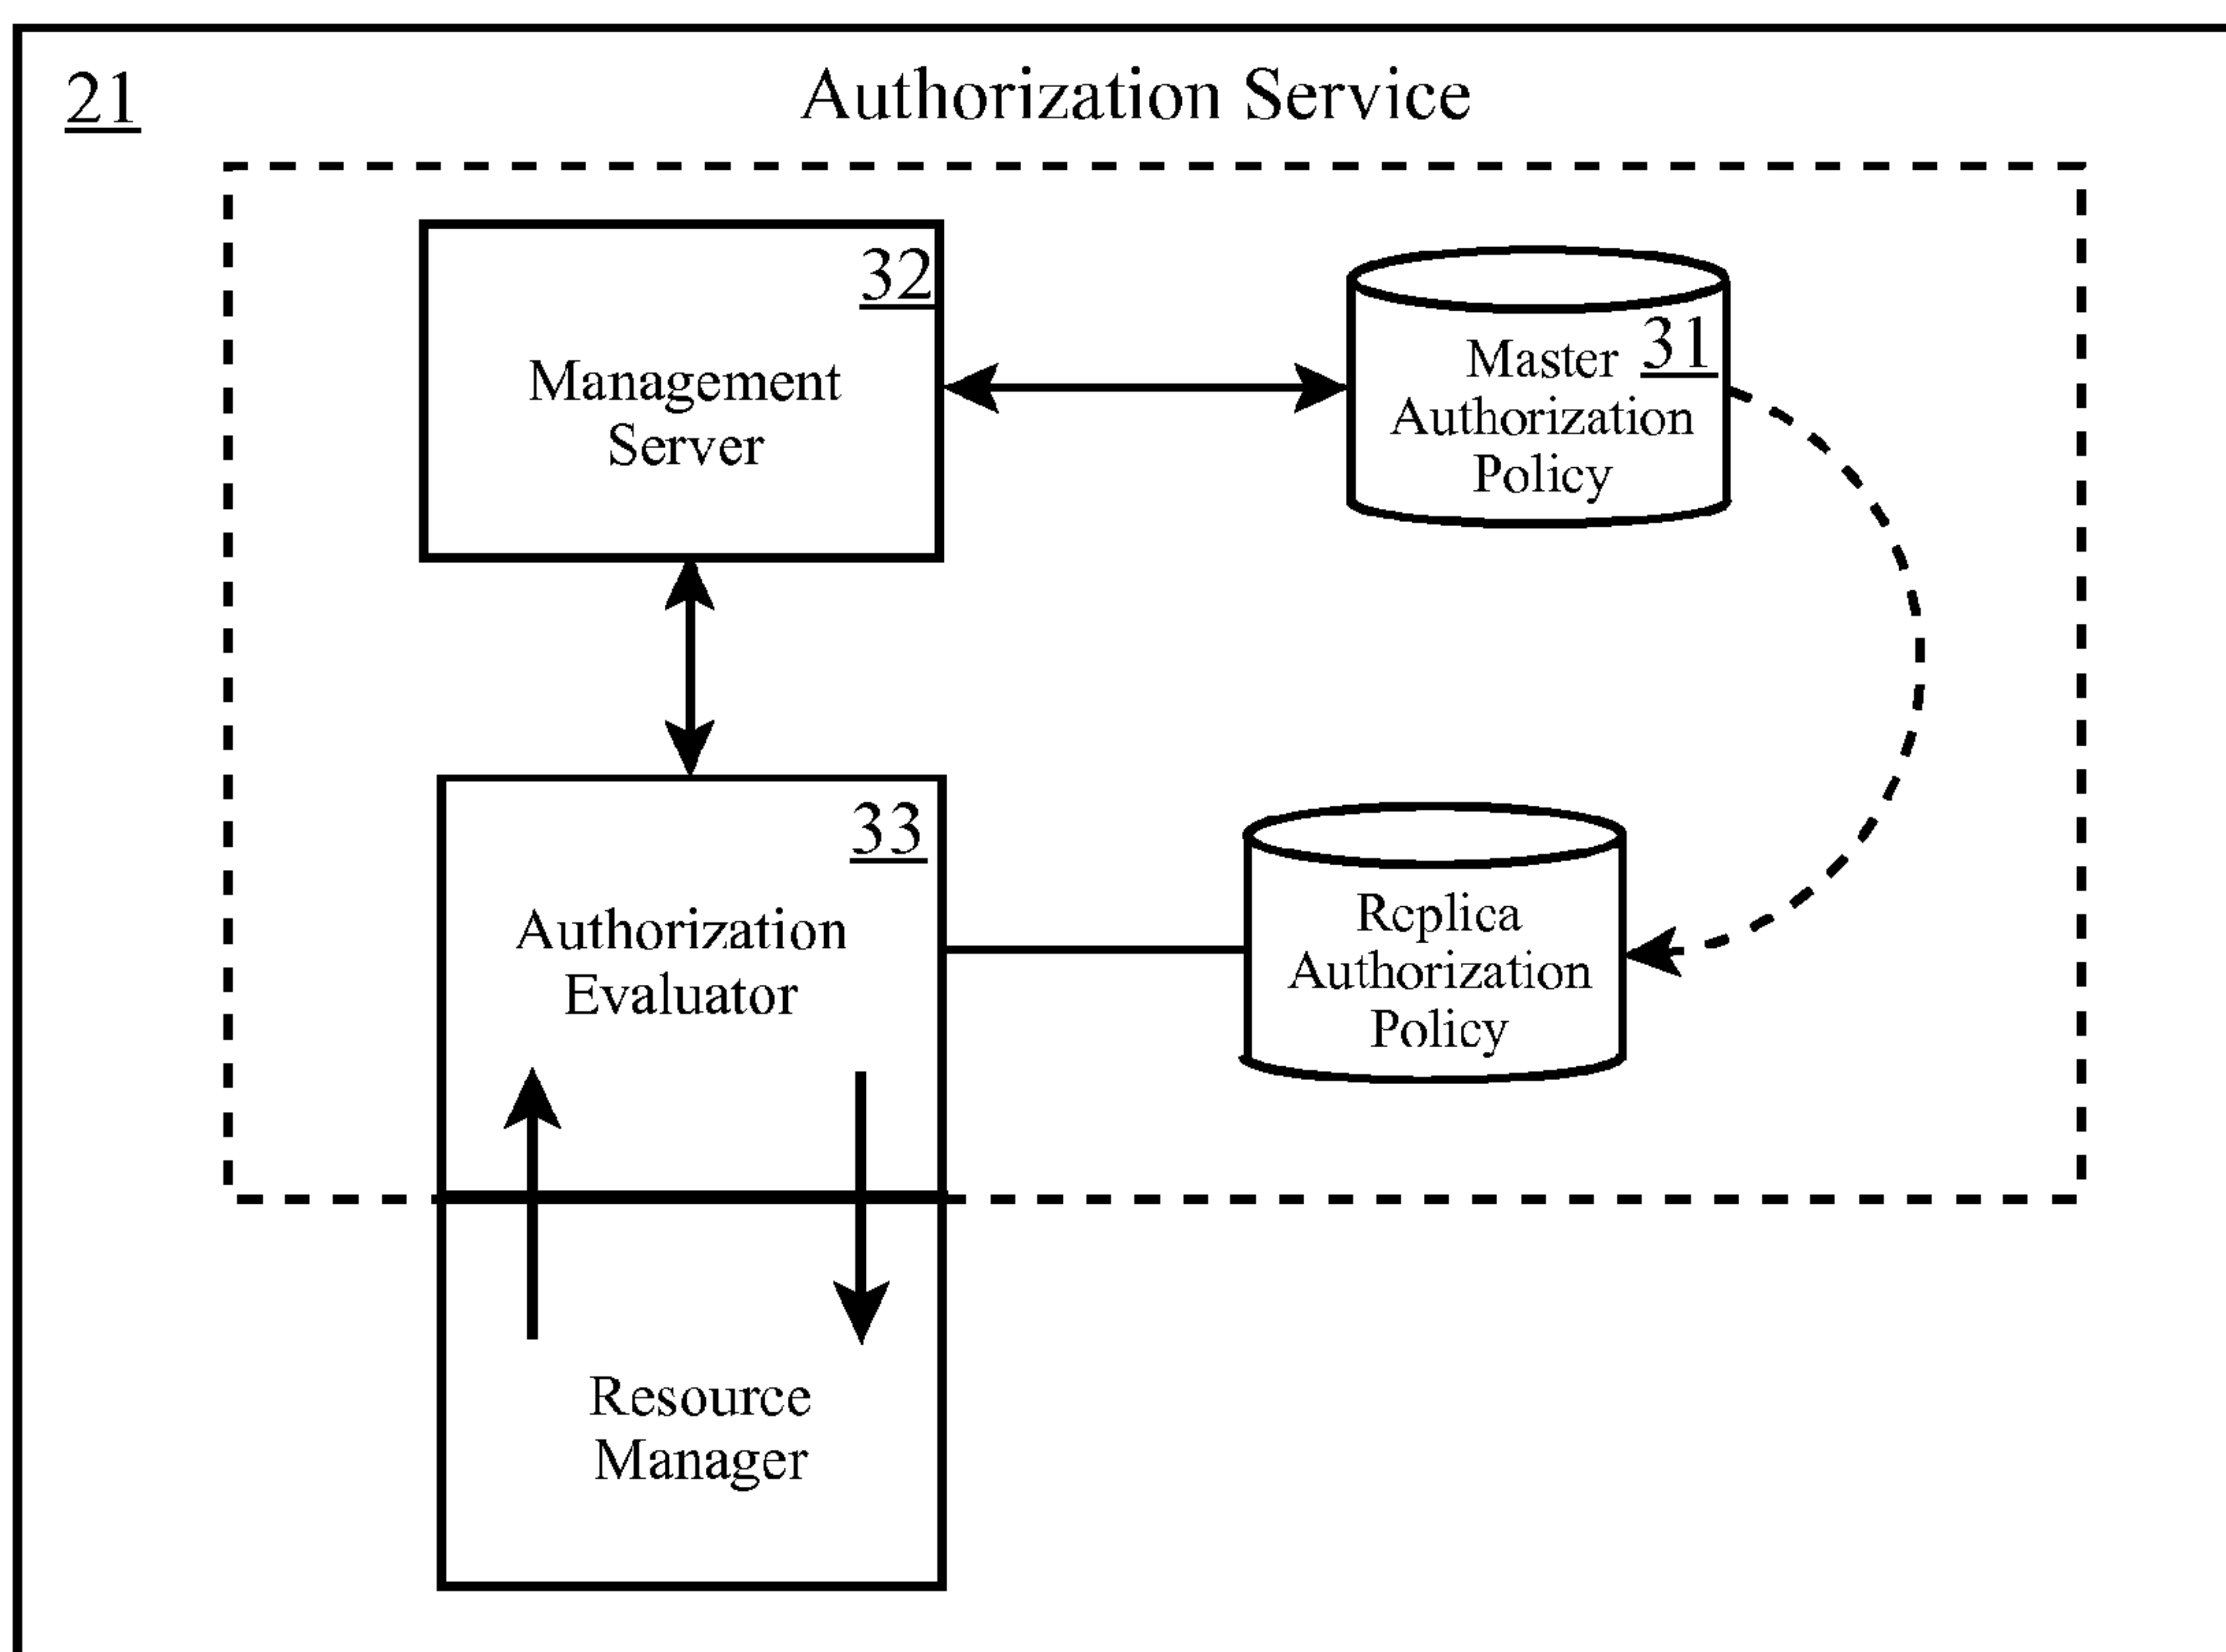 21
Authorization Service
32
Management
Server
31
Master
Authorization
Policy
33
Authorization
Evaluator
Replica
Authorization
Policy
Resource
Manager